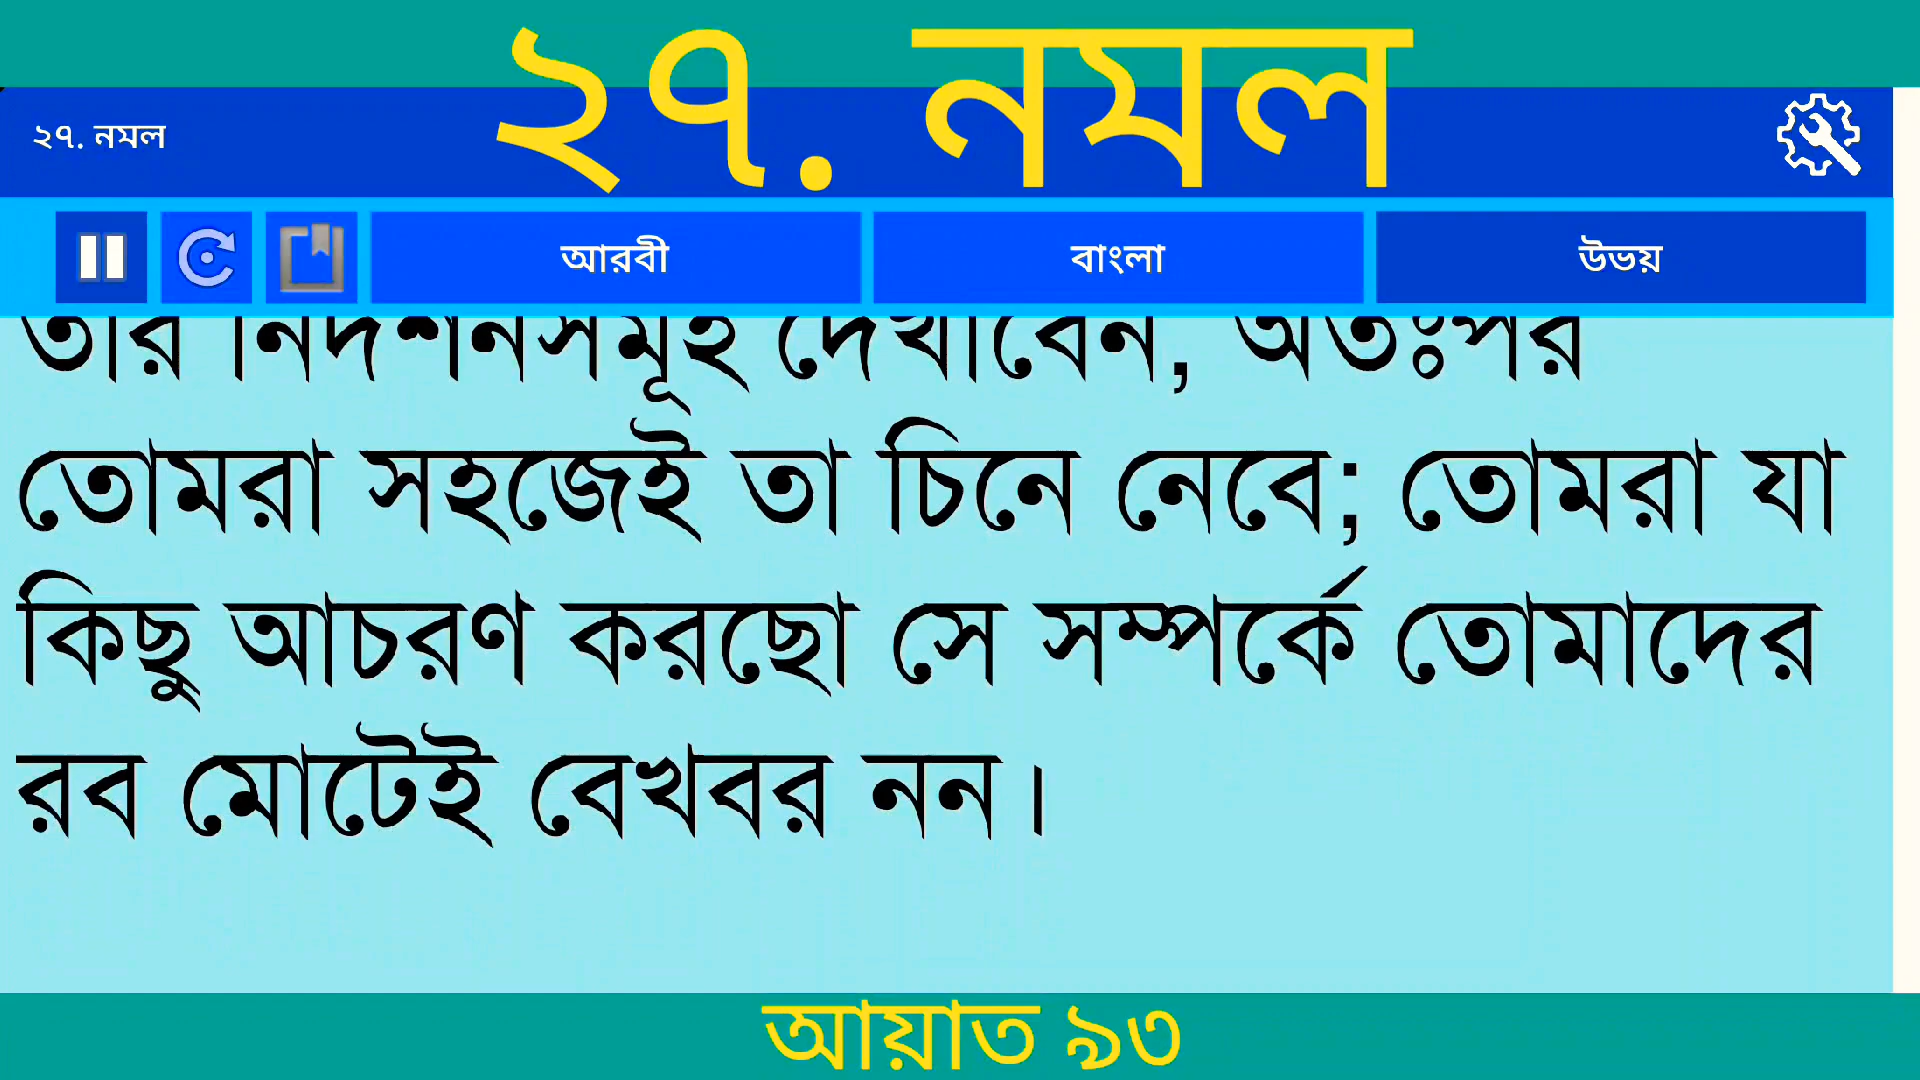 ২৭. নমল
২৭. নমল
আরবী বাংলা উভয়
তাঁর নিদর্শনসমূহ দেখাবেন, অতঃপর
তোমরা সহজেই তা চিনে নেবে; তোমরা যা
কিছু আচরণ করছো সে সম্পর্কে তোমাদের
রব মোটেই বেখবর নন।
আয়াত ৯৩